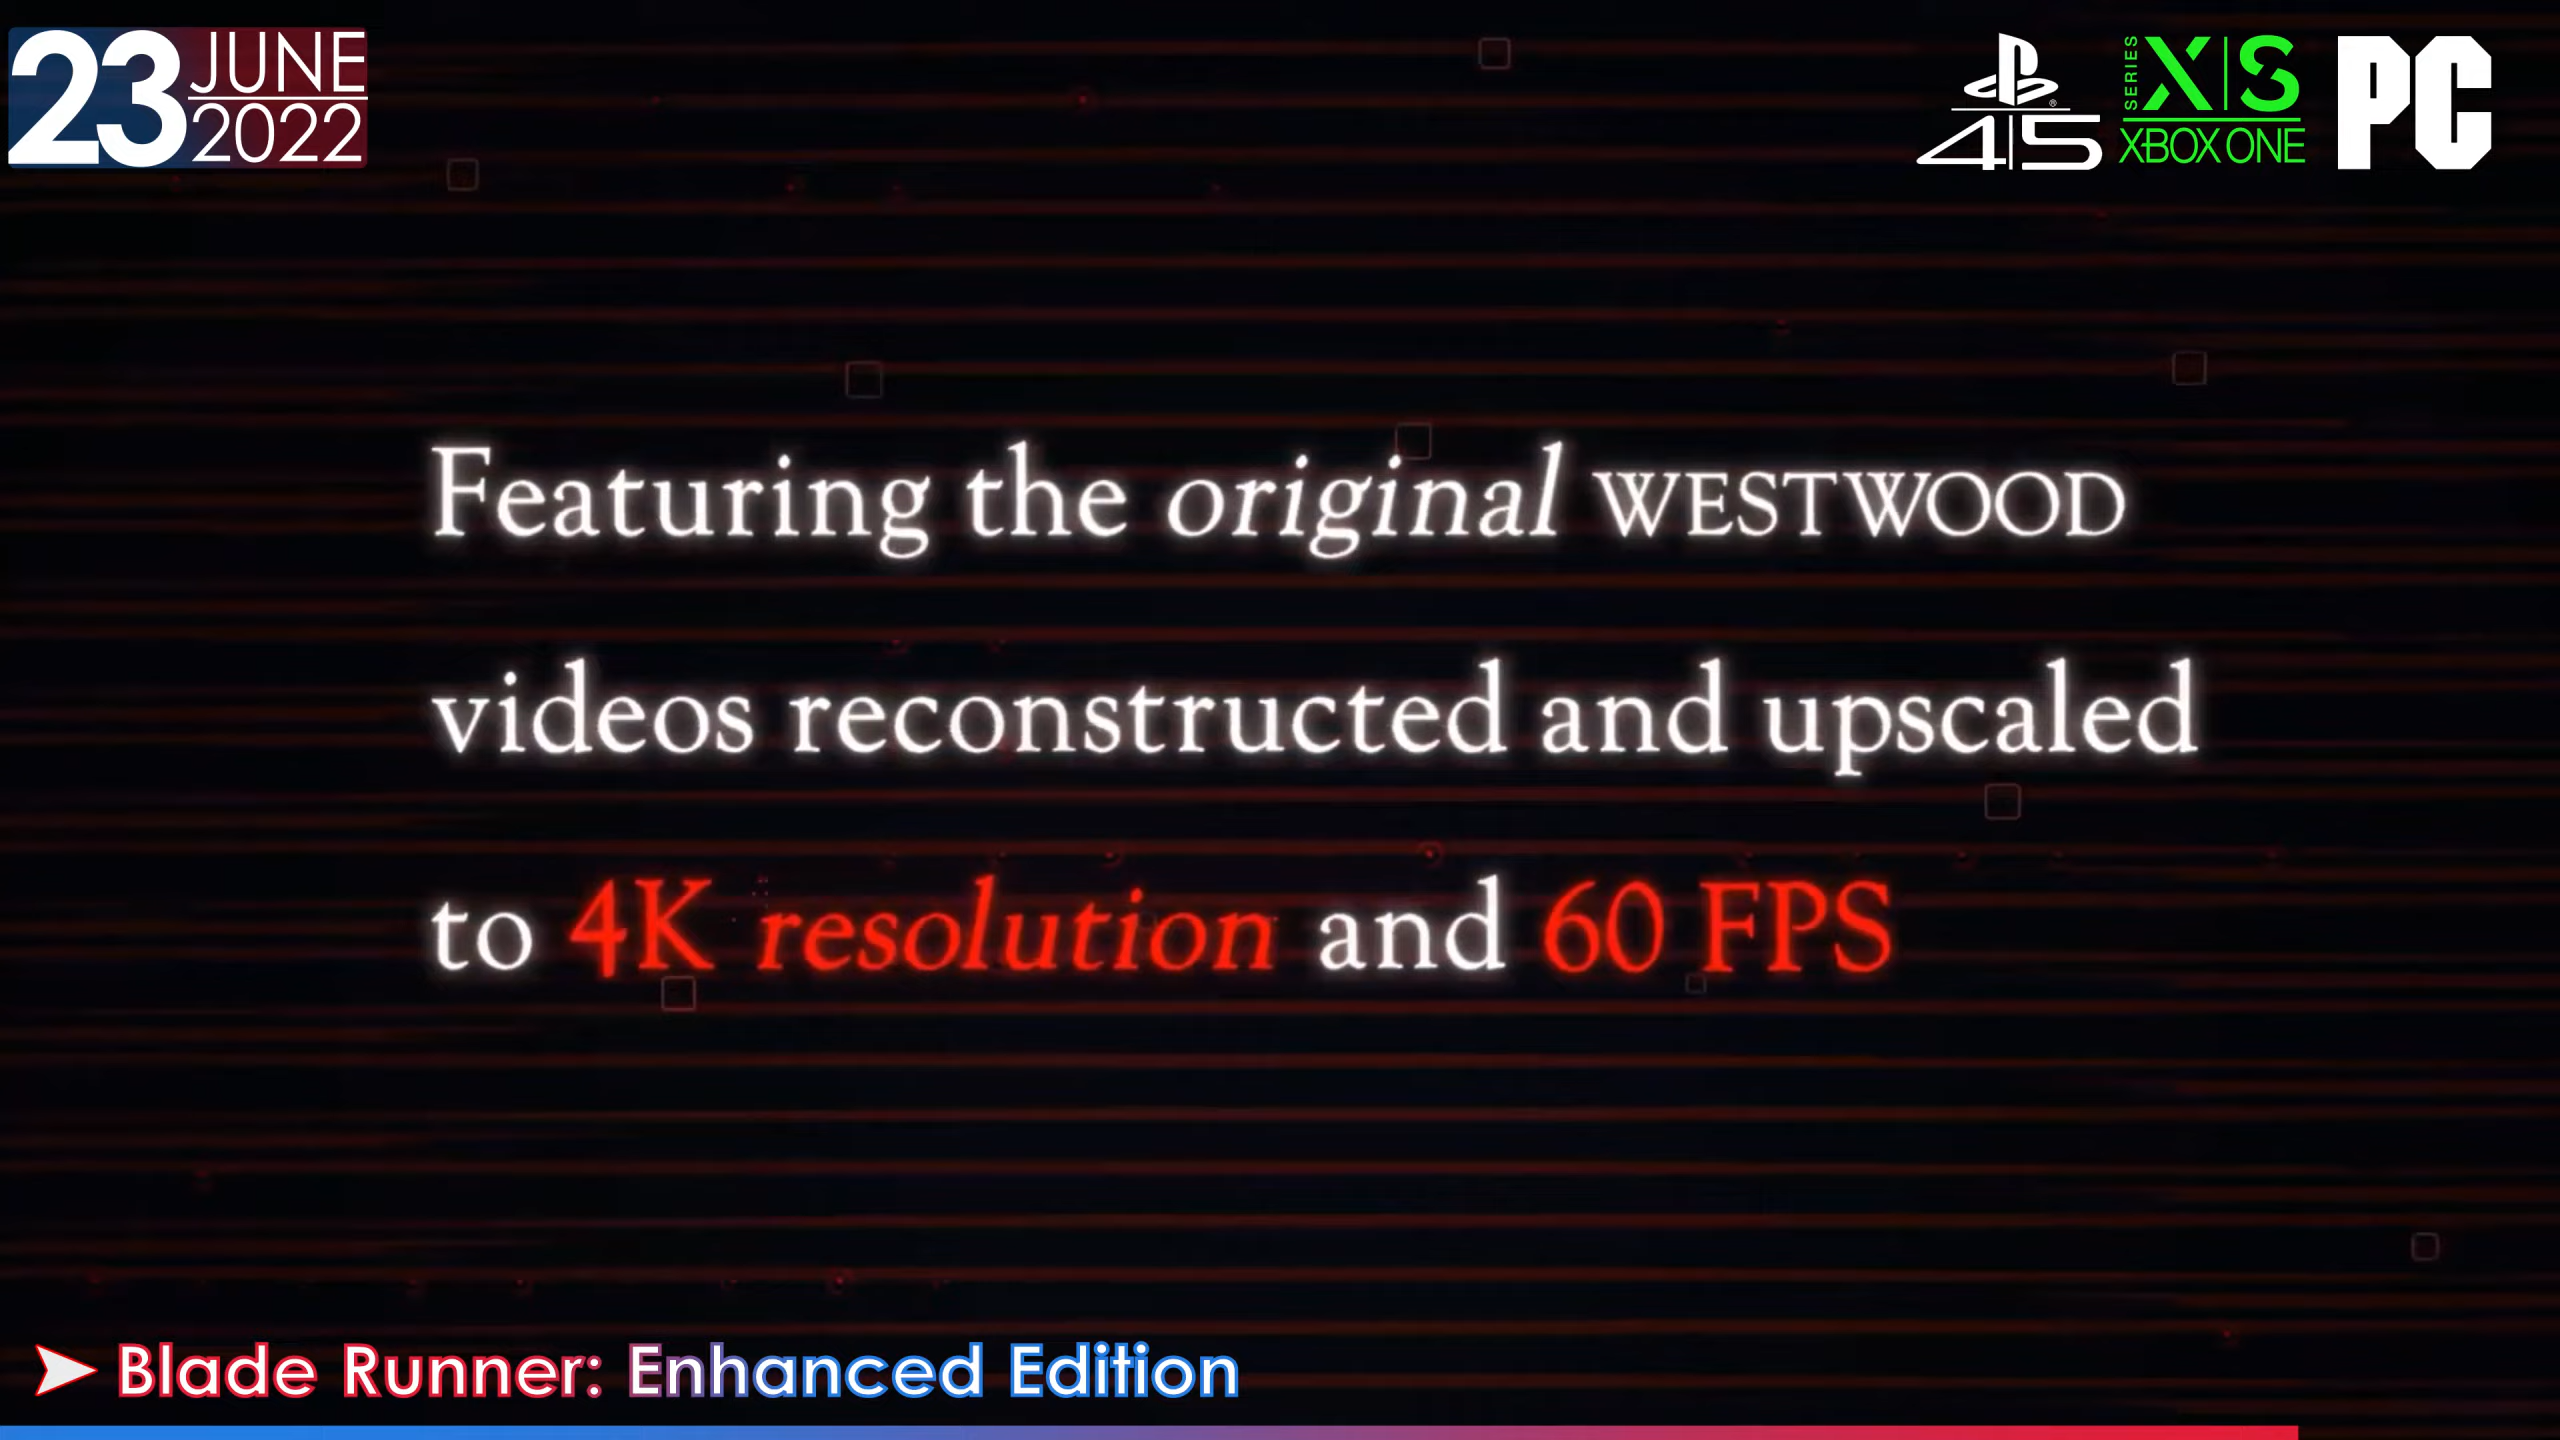 23 JUNE
2022
4|5
SERIES X|S
XBOX ONE
PC
Featuring the original WESTWOOD
videos reconstructed and upscaled
to 4K resolution and 60 FPS
Blade Runner: Enhanced Edition